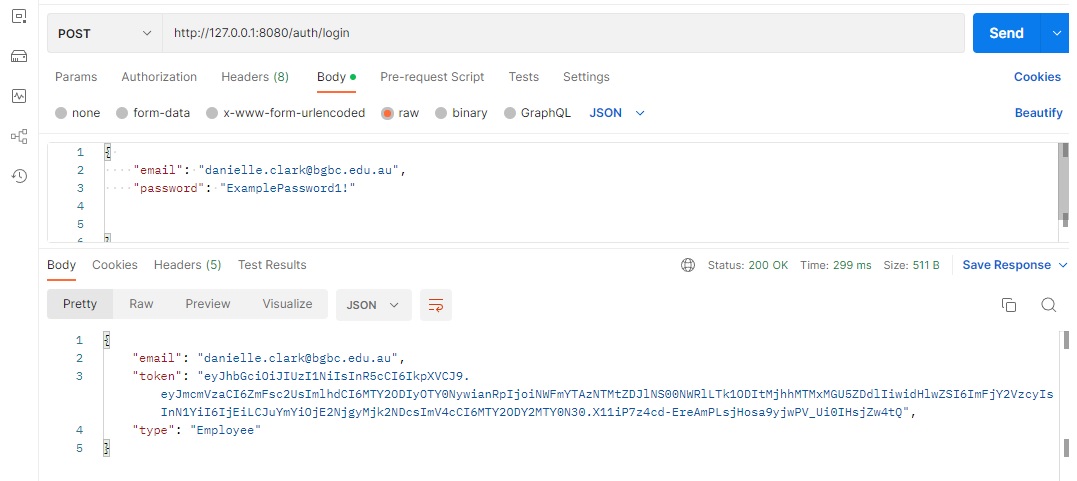 POST http://127.0.0.1:8080/auth/login Send
Params Authorization Headers (8) Body Pre-request Script Tests Settings Cookies
none form-data x-www-form-urlencoded raw binary GraphQL JSON Beautify
1 {
2 "email": "danielle.clark@bgbc.edu.au",
3 "password": "ExamplePassword1!"
4
5
6 }
Body Cookies Headers (5) Test Results Status: 200 OK Time: 299 ms Size: 511 B Save Response
Pretty Raw Preview Visualize JSON
1 {
2 "email": "danielle.clark@bgbc.edu.au",
3 "token": "eyJhbGciOiJIUzI1NiIsInR5cCI6IkpXVCJ9.
eyJmcmVzaCI6ZmFsc2UsImlhdCI6MTY2ODIyOTY0NywianRpIjoiNWFmYTAzNTMtZDJlNS00NWRlLTk1ODItMjhhMTMxMGU5ZDdlIiwidHlwZSI6ImFjY2VzcyIs
InN1YiI6IjEiLCJuYmYiOjE2NjgyMjk2NDcsImV4cCI6MTY2ODY2MTY0N30.X11iP7z4cd-EreAmPLsjHosa9yjwPV_Ui0IHsjZw4tQ",
4 "type": "Employee"
5 }